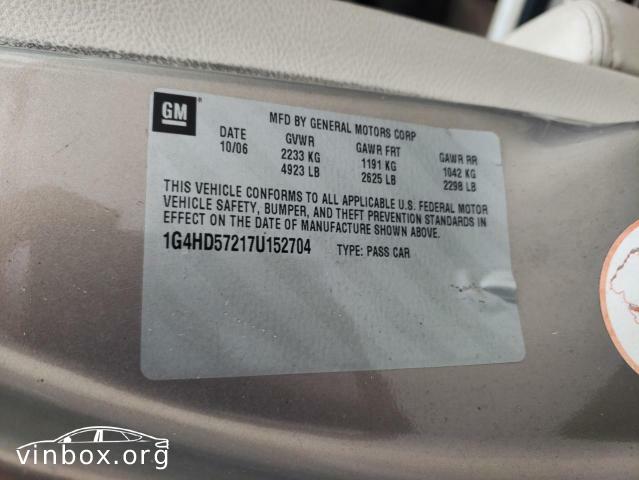 GM
MFD BY GENERAL MOTORS CORP
DATE GVWR GAWR FRT GAWR RR
10/06 2233 KG 1191 KG 1042 KG
4923 LB 2625 LB 2298 LB
THIS VEHICLE CONFORMS TO ALL APPLICABLE U.S. FEDERAL MOTOR
VEHICLE SAFETY, BUMPER, AND THEFT PREVENTION STANDARDS IN
EFFECT ON THE DATE OF MANUFACTURE SHOWN ABOVE.
1G4HD57217U152704 TYPE: PASS CAR
vinbox.org